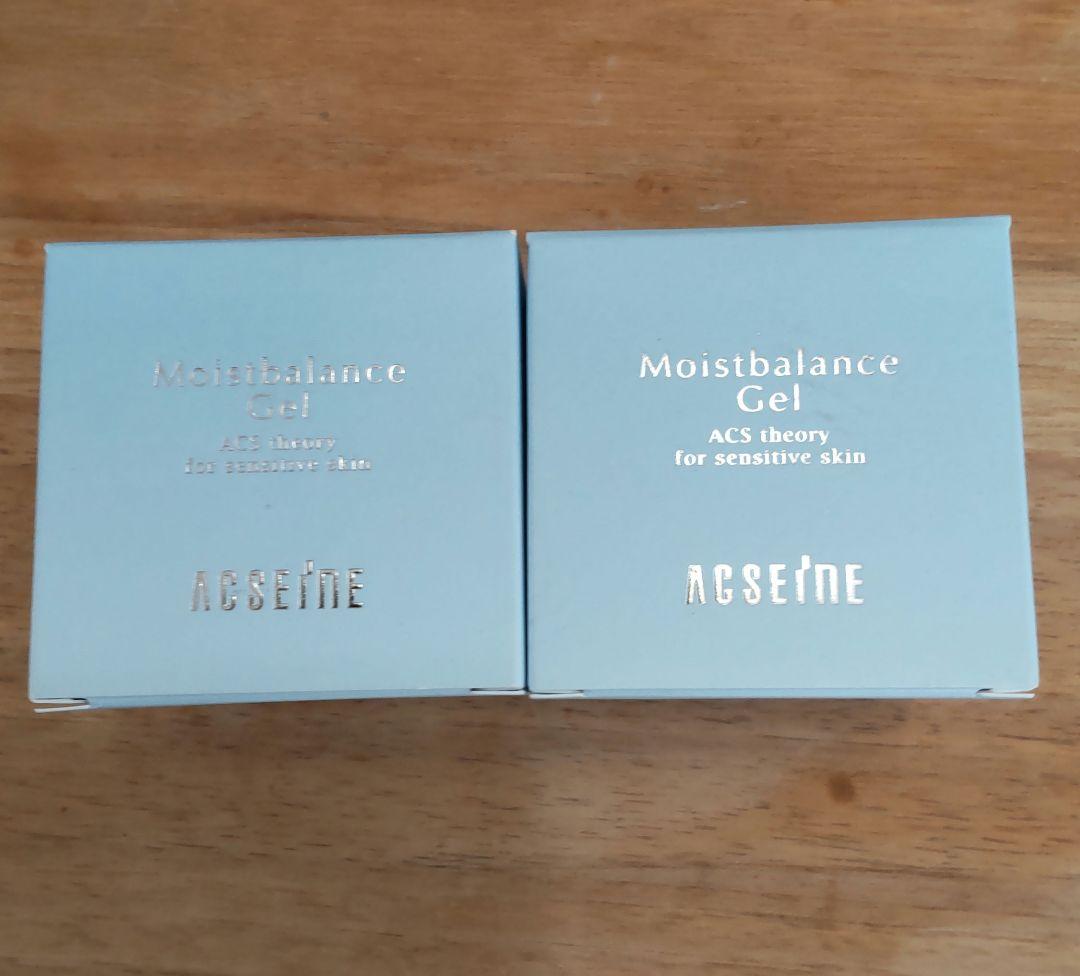 Moistbalance
Gel
ACS theory
for sensitive skin
ACSEINE
Moistbalance
Gel
ACS theory
for sensitive skin
ACSEINE